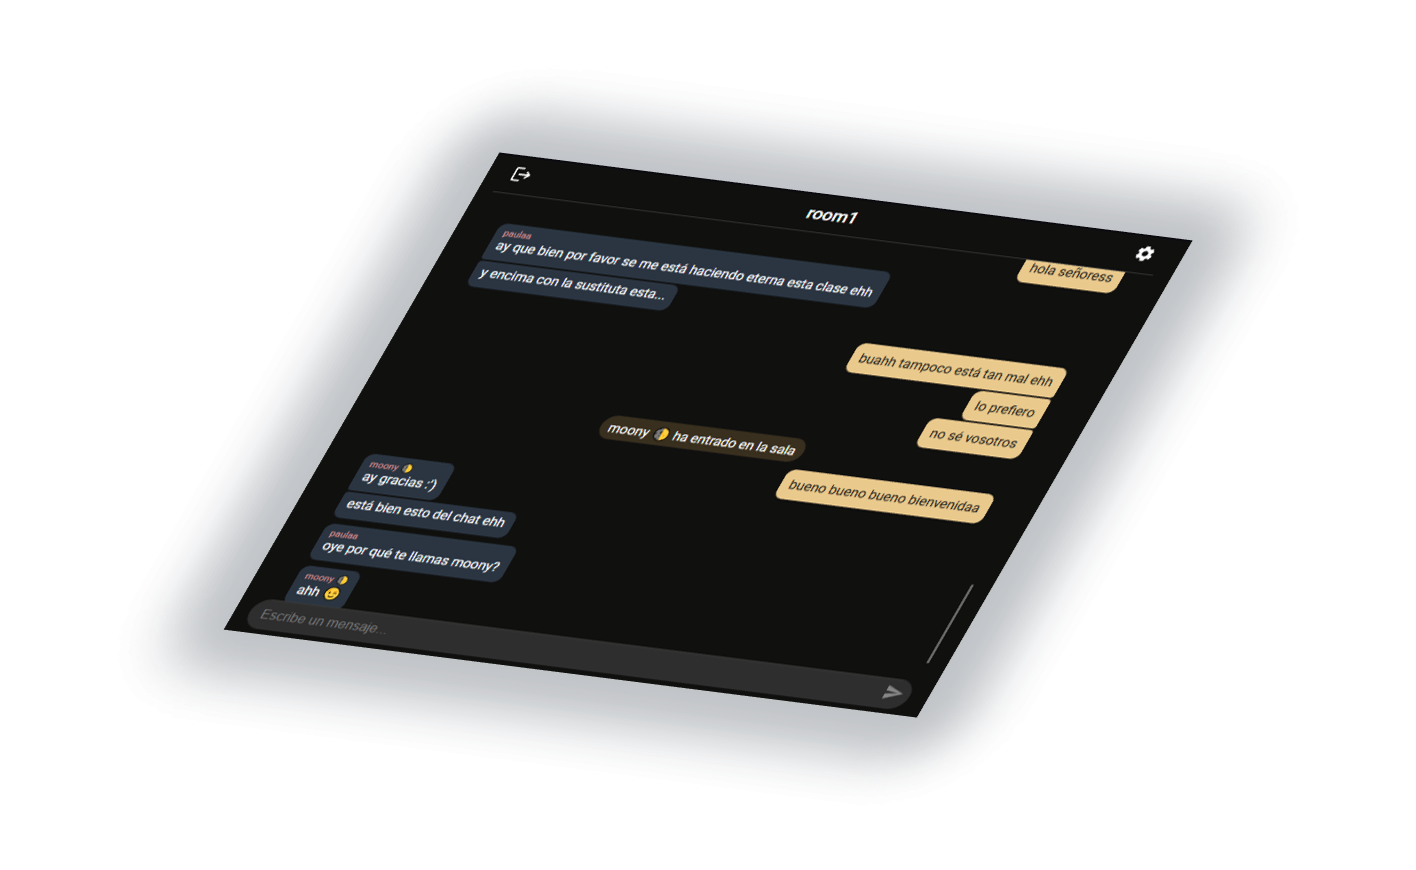 room1
hola señoress
paulaa
ay que bien por favor se me está haciendo eterna esta clase ehh
y encima con la sustituta esta...
buahh tampoco está tan mal ehh
lo prefiero
no sé vosotros
moony 🌗 ha entrado en la sala
bueno bueno bueno bienvenidaa
moony 🌗
ay gracias :')
está bien esto del chat ehh
paulaa
oye por qué te llamas moony?
moony 🌗
ahh 😉
Escribe un mensaje...